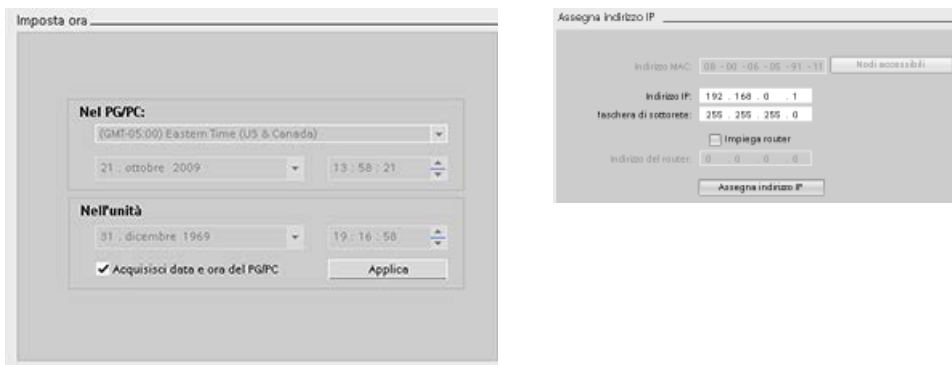 Imposta ora
Nel PG/PC:
(GMT-05:00) Eastern Time (US & Canada)
21 . ottobre 2009
13 : 58 : 21
Nell'unità
31 . dicembre 1969
19 : 16 : 58
Acquisisci data e ora del PG/PC
Applica
Assegna indirizzo IP
Indirizzo MAC: 08 - 00 - 06 - 05 - 91 - 11 Nodi accessibili
Indirizzo IP: 192 . 168 . 0 . 1
faschera di sottorete: 255 . 255 . 255 . 0
Impiega router
Indirizzo del router: 0 . 0 . 0 . 0
Assegna indirizzo IP